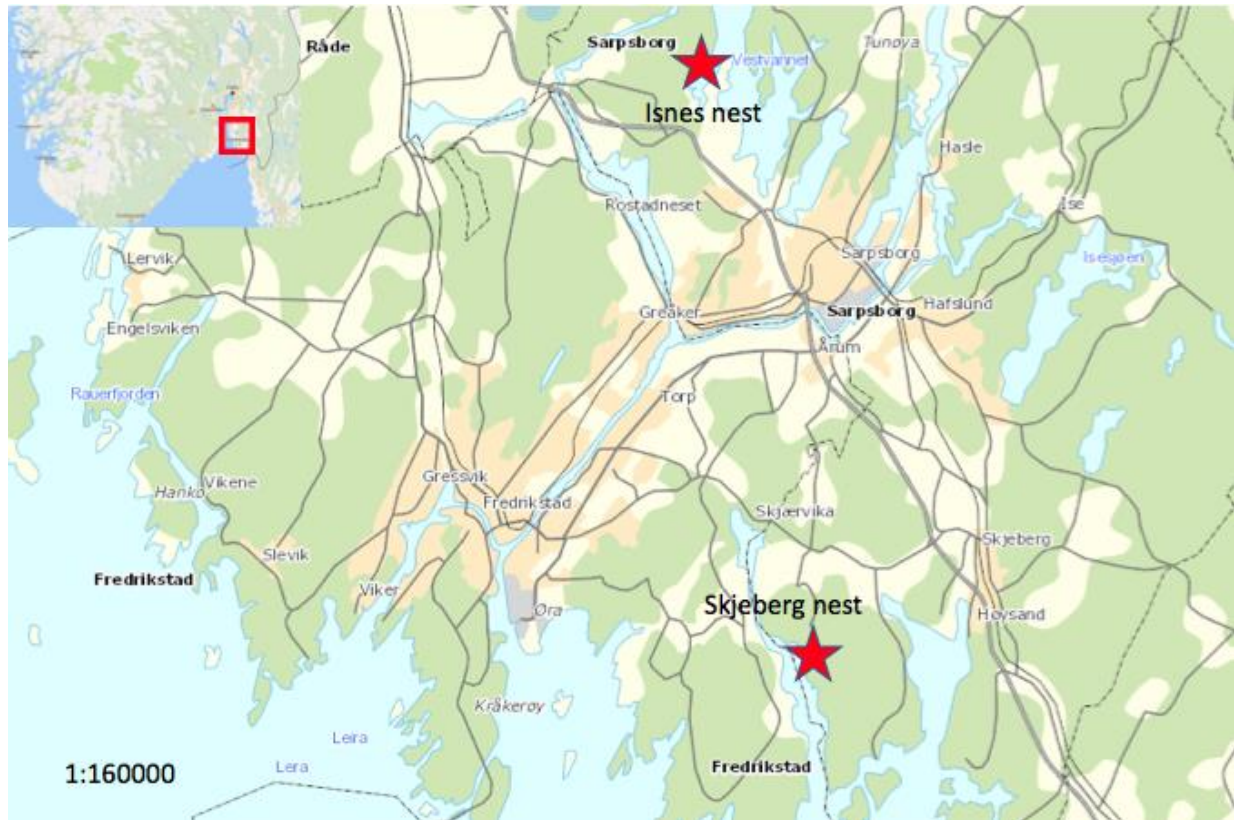 Råde
Sarpsborg
Vestvannet
Tunøya
Isnes nest
Hasle
Rostadneset
Ise
Lervik
Sarpsborg
Isesjøen
Engelsviken
Greåker
Sarpsborg
Hafslund
Årum
Rauerfjorden
Torp
Gressvik
Vikene
Hankø
Fredrikstad
Skjærvika
Skjeberg
Slevik
Fredrikstad
Viker
Øra
Skjeberg nest
Høysand
Kråkerøy
Leira
Lera
1:160000
Fredrikstad